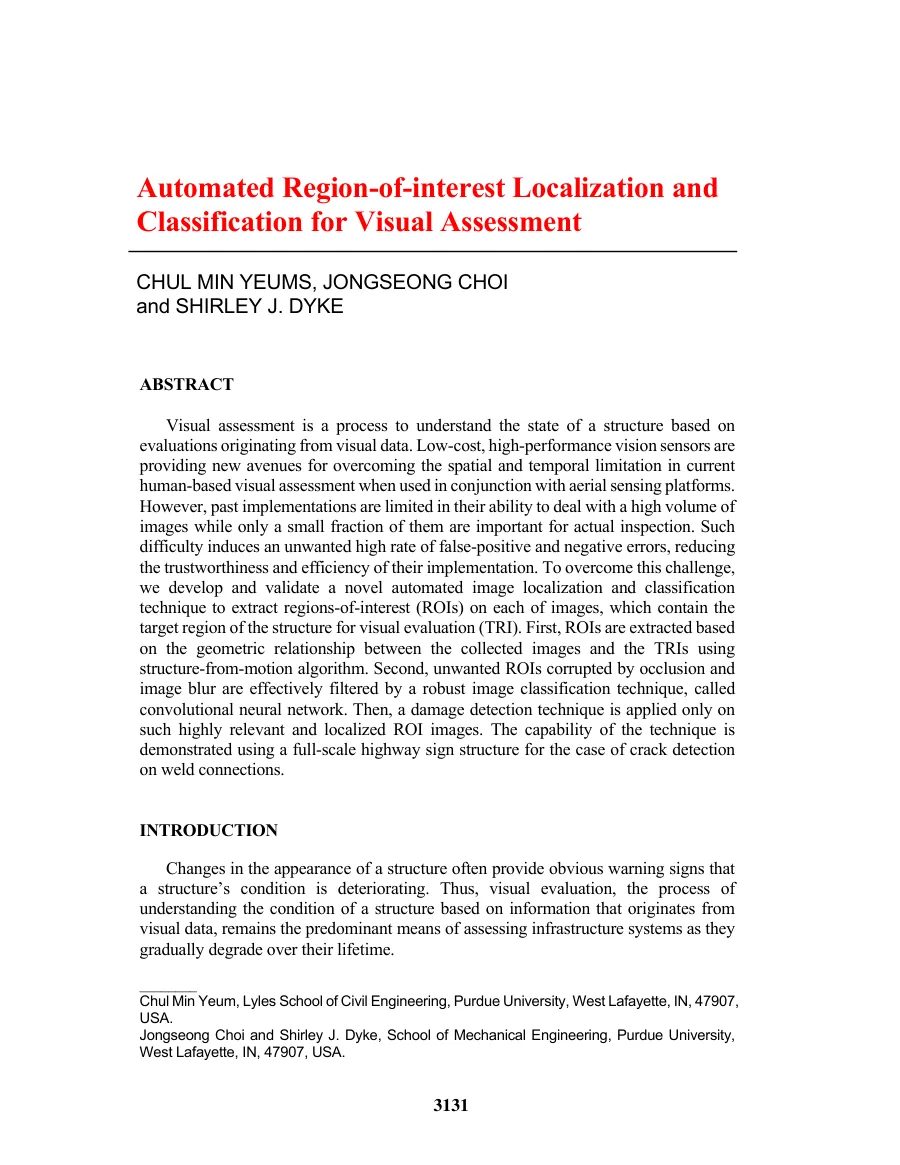 Automated Region-of-interest Localization and
Classification for Visual Assessment
CHUL MIN YEUMS, JONGSEONG CHOI
and SHIRLEY J. DYKE
ABSTRACT
Visual assessment is a process to understand the state of a structure based on
evaluations originating from visual data. Low-cost, high-performance vision sensors are
providing new avenues for overcoming the spatial and temporal limitation in current
human-based visual assessment when used in conjunction with aerial sensing platforms.
However, past implementations are limited in their ability to deal with a high volume of
images while only a small fraction of them are important for actual inspection. Such
difficulty induces an unwanted high rate of false-positive and negative errors, reducing
the trustworthiness and efficiency of their implementation. To overcome this challenge,
we develop and validate a novel automated image localization and classification
technique to extract regions-of-interest (ROIs) on each of images, which contain the
target region of the structure for visual evaluation (TRI). First, ROIs are extracted based
on the geometric relationship between the collected images and the TRIs using
structure-from-motion algorithm. Second, unwanted ROIs corrupted by occlusion and
image blur are effectively filtered by a robust image classification technique, called
convolutional neural network. Then, a damage detection technique is applied only on
such highly relevant and localized ROI images. The capability of the technique is
demonstrated using a full-scale highway sign structure for the case of crack detection
on weld connections.
INTRODUCTION
Changes in the appearance of a structure often provide obvious warning signs that
a structure’s condition is deteriorating. Thus, visual evaluation, the process of
understanding the condition of a structure based on information that originates from
visual data, remains the predominant means of assessing infrastructure systems as they
gradually degrade over their lifetime.
Chul Min Yeum, Lyles School of Civil Engineering, Purdue University, West Lafayette, IN, 47907,
USA.
Jongseong Choi and Shirley J. Dyke, School of Mechanical Engineering, Purdue University,
West Lafayette, IN, 47907, USA.
3131